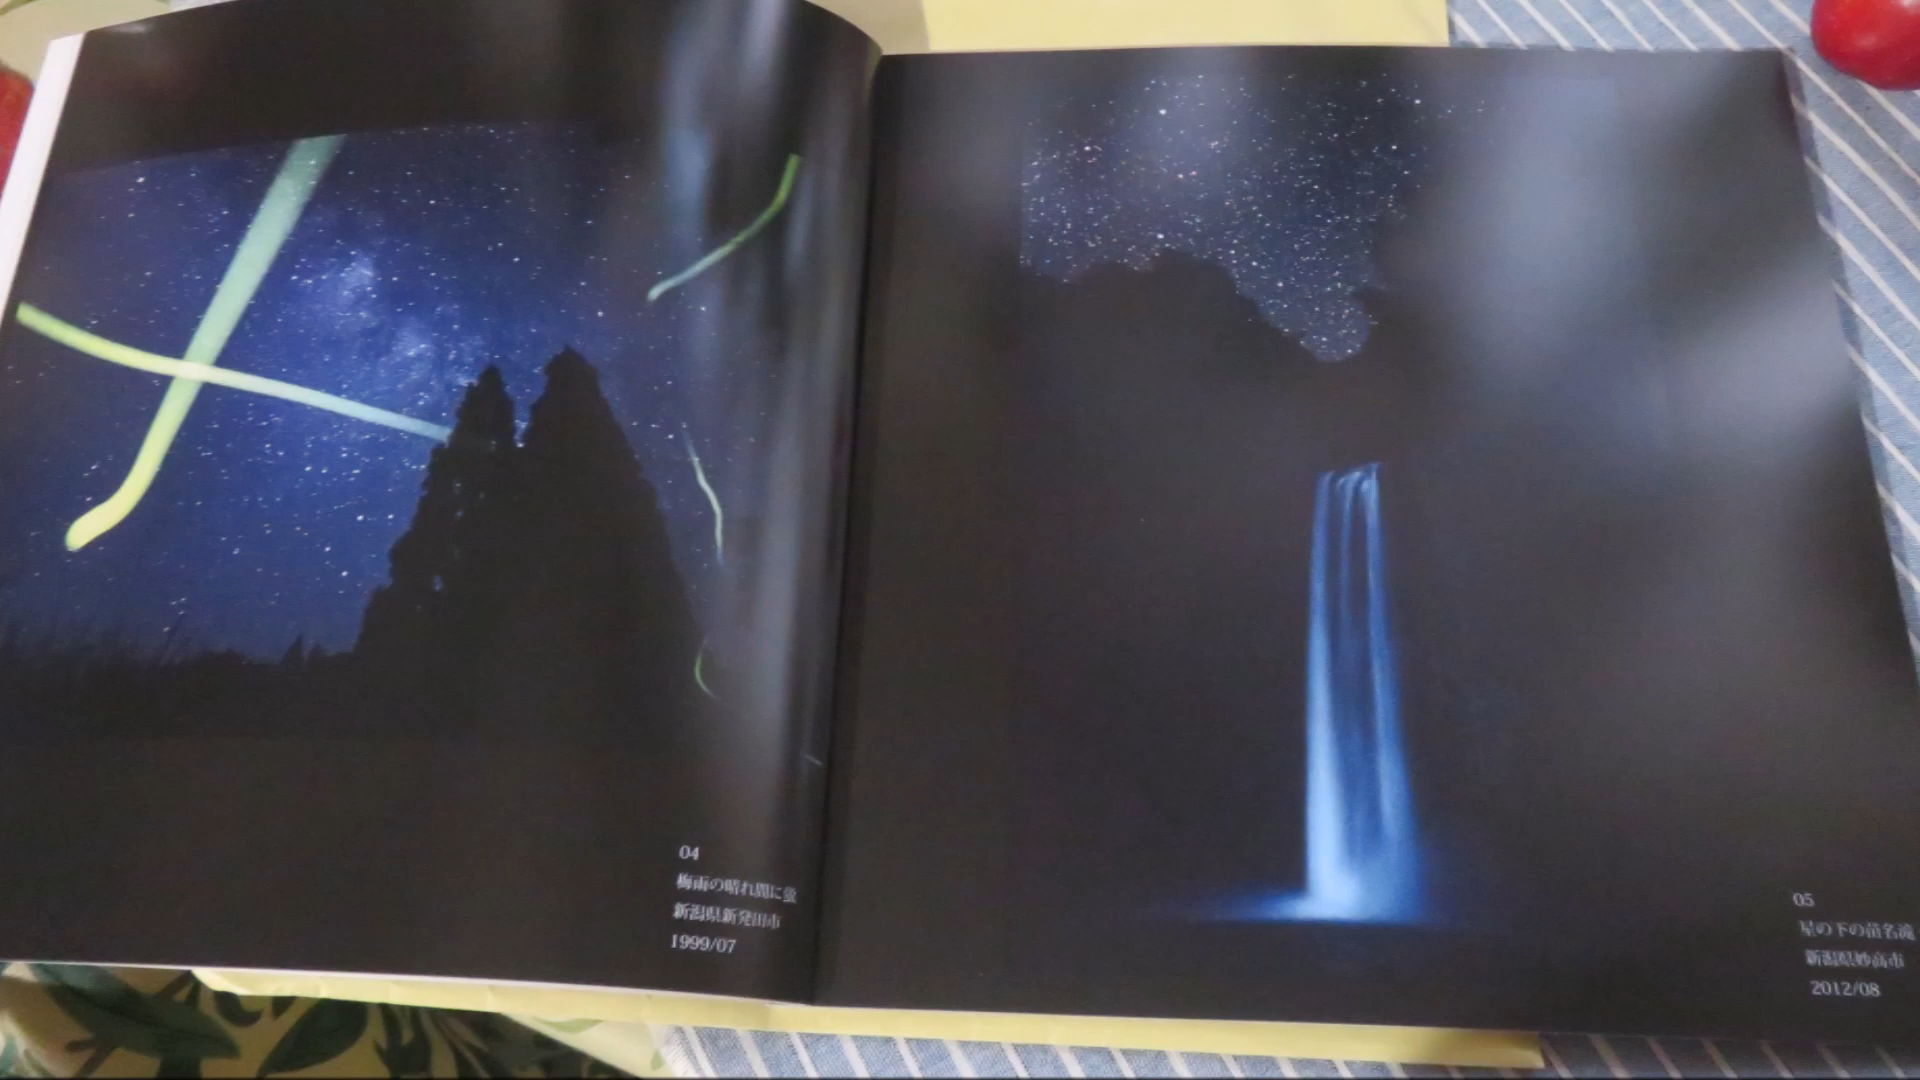 04
梅雨の晴れ間に蛍
新潟県新発田市
1999/07
05
星の下の苗名滝
新潟県妙高市
2012/08